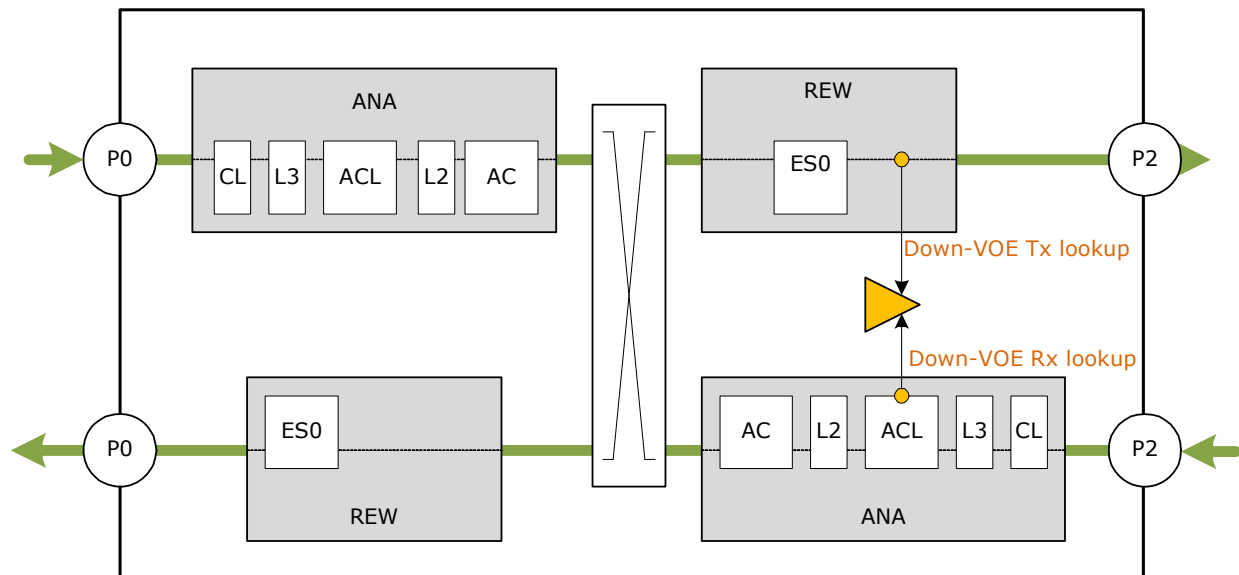 ANA
REW
P0
CL
L3
ACL
L2
AC
ES0
P2
Down-VOE Tx lookup
Down-VOE Rx lookup
P0
ES0
REW
AC
L2
ACL
L3
CL
ANA
P2